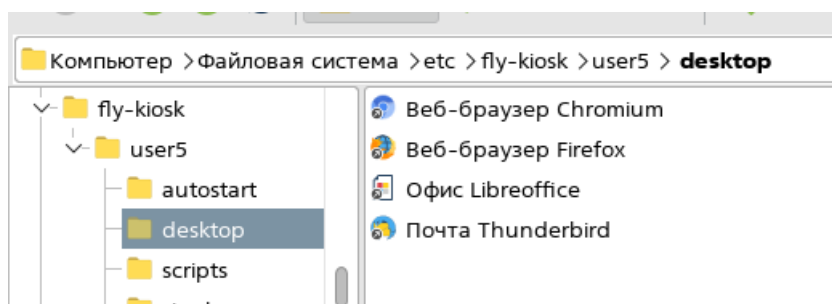 Компьютер >Файловая система >etc >fly-kiosk >user5 > desktop
fly-kiosk
user5
autostart
desktop
scripts
Веб-браузер Chromium
Веб-браузер Firefox
Офис Libreoffice
Почта Thunderbird